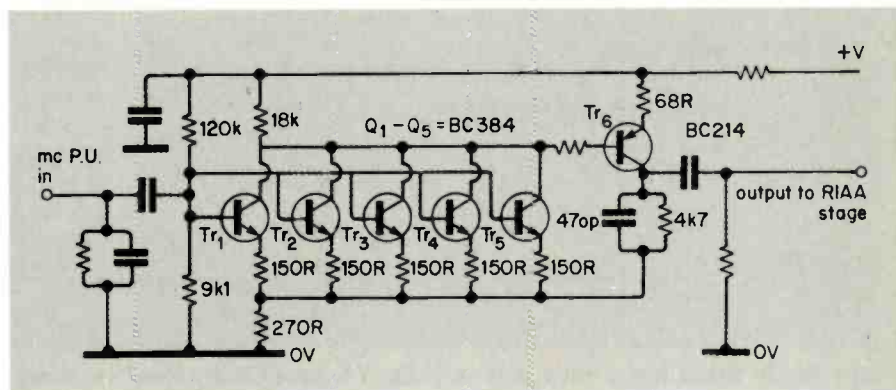 +V
68R
Tr6
BC214
120k
18k
Q1 – Q5 = BC384
mc P.U.
in
output to RIAA
stage
Tr1
Tr2
Tr3
Tr4
Tr5
47op
4k7
150R
150R
150R
150R
150R
9k1
270R
OV
OV